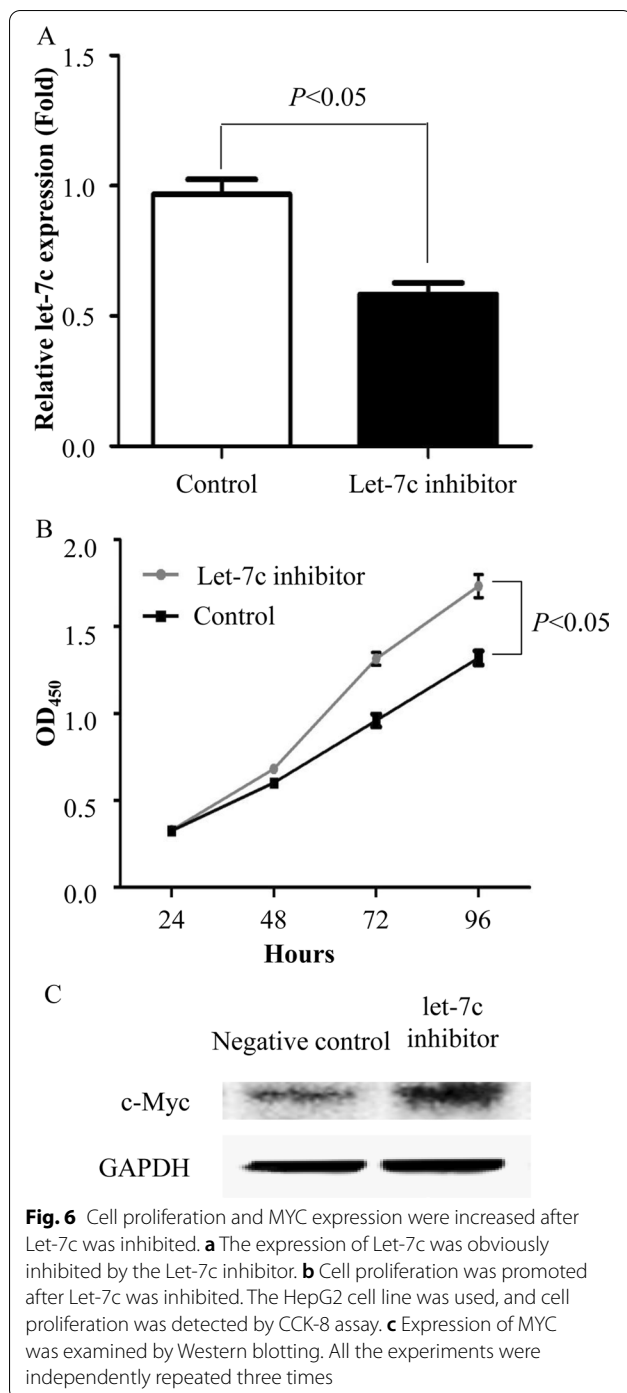 A
Relative let-7c expression (Fold)
1.5
1.0
0.5
0.0
P<0.05
Control
Let-7c inhibitor
B
OD450
2.0
1.5
1.0
0.5
0.0
Let-7c inhibitor
Control
P<0.05
24 48 72 96
Hours
C
Negative control
let-7c
inhibitor
c-Myc
GAPDH
Fig. 6 Cell proliferation and MYC expression were increased after
Let-7c was inhibited. a The expression of Let-7c was obviously
inhibited by the Let-7c inhibitor. b Cell proliferation was promoted
after Let-7c was inhibited. The HepG2 cell line was used, and cell
proliferation was detected by CCK-8 assay. c Expression of MYC
was examined by Western blotting. All the experiments were
independently repeated three times